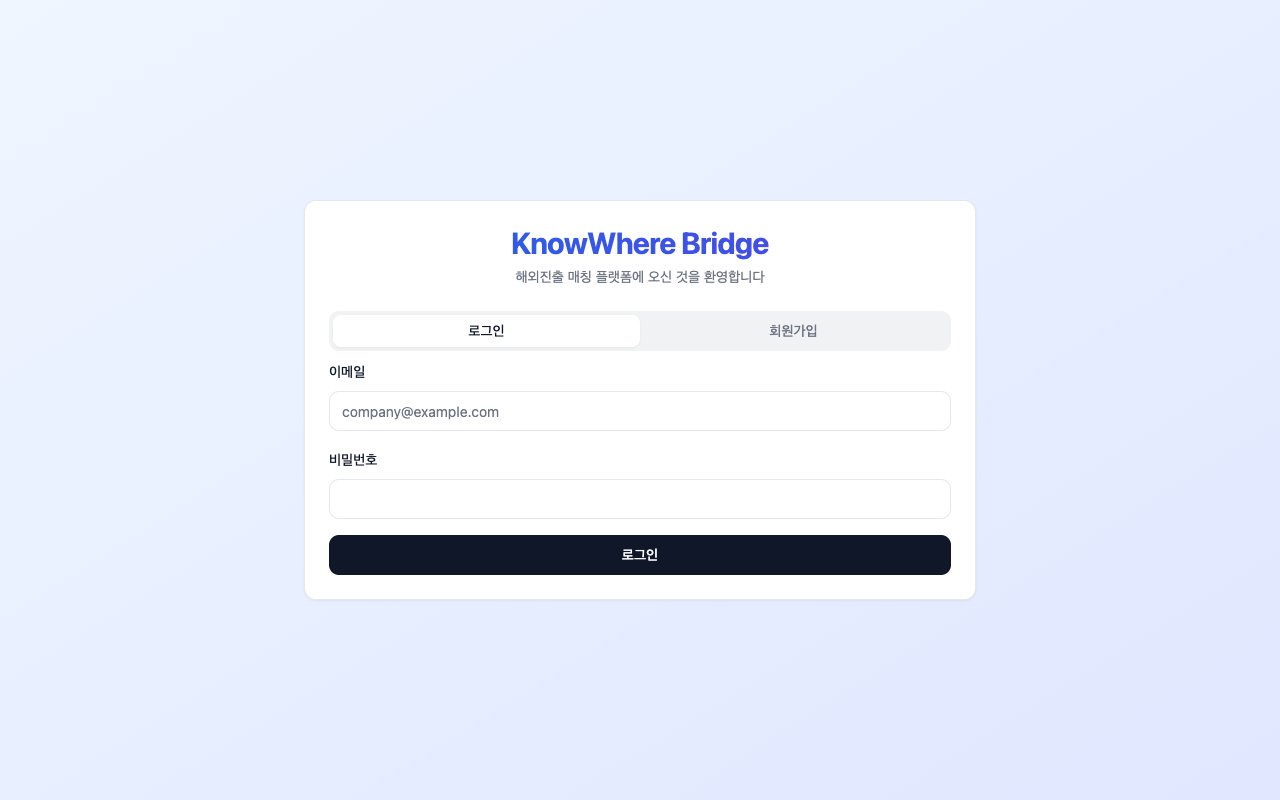 KnowWhere Bridge
해외진출 매칭 플랫폼에 오신 것을 환영합니다
로그인 회원가입
이메일
company@example.com
비밀번호
로그인